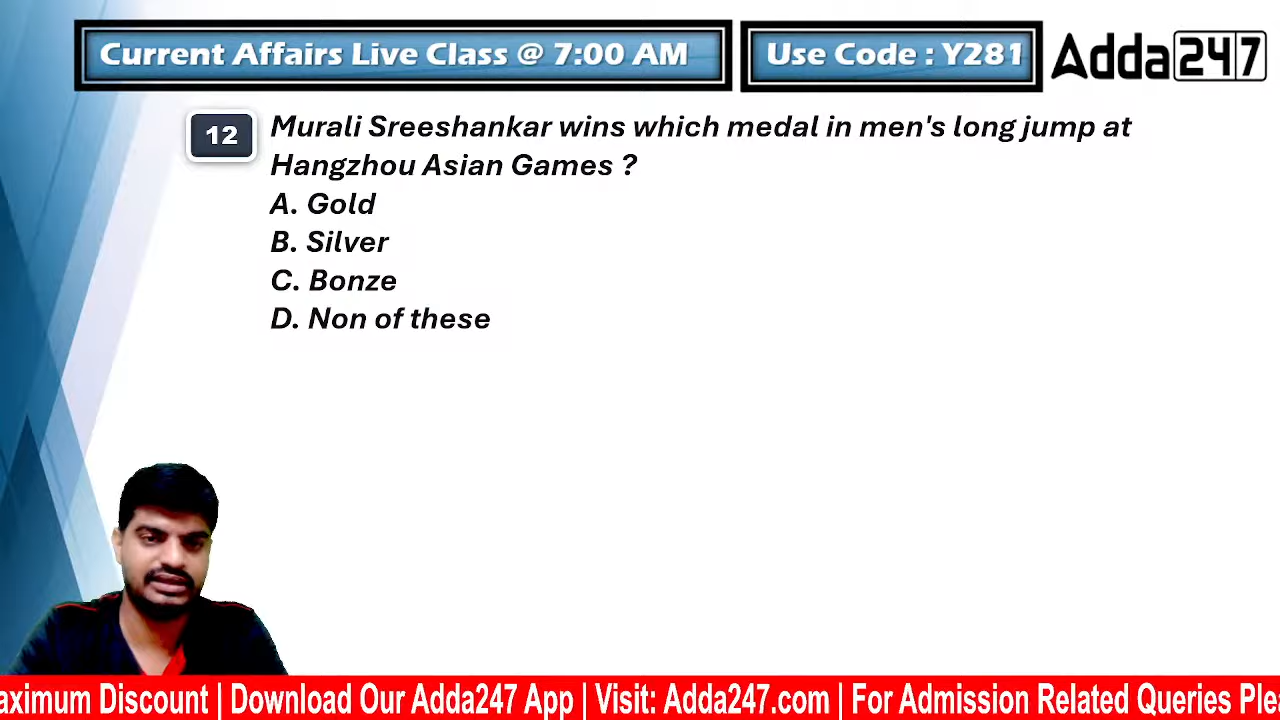 Current Affairs Live Class @ 7:00 AM
Use Code : Y281
Adda247
12
Murali Sreeshankar wins which medal in men's long jump at
Hangzhou Asian Games ?
A. Gold
B. Silver
C. Bonze
D. Non of these
aximum Discount | Download Our Adda247 App | Visit: Adda247.com | For Admission Related Queries Ple